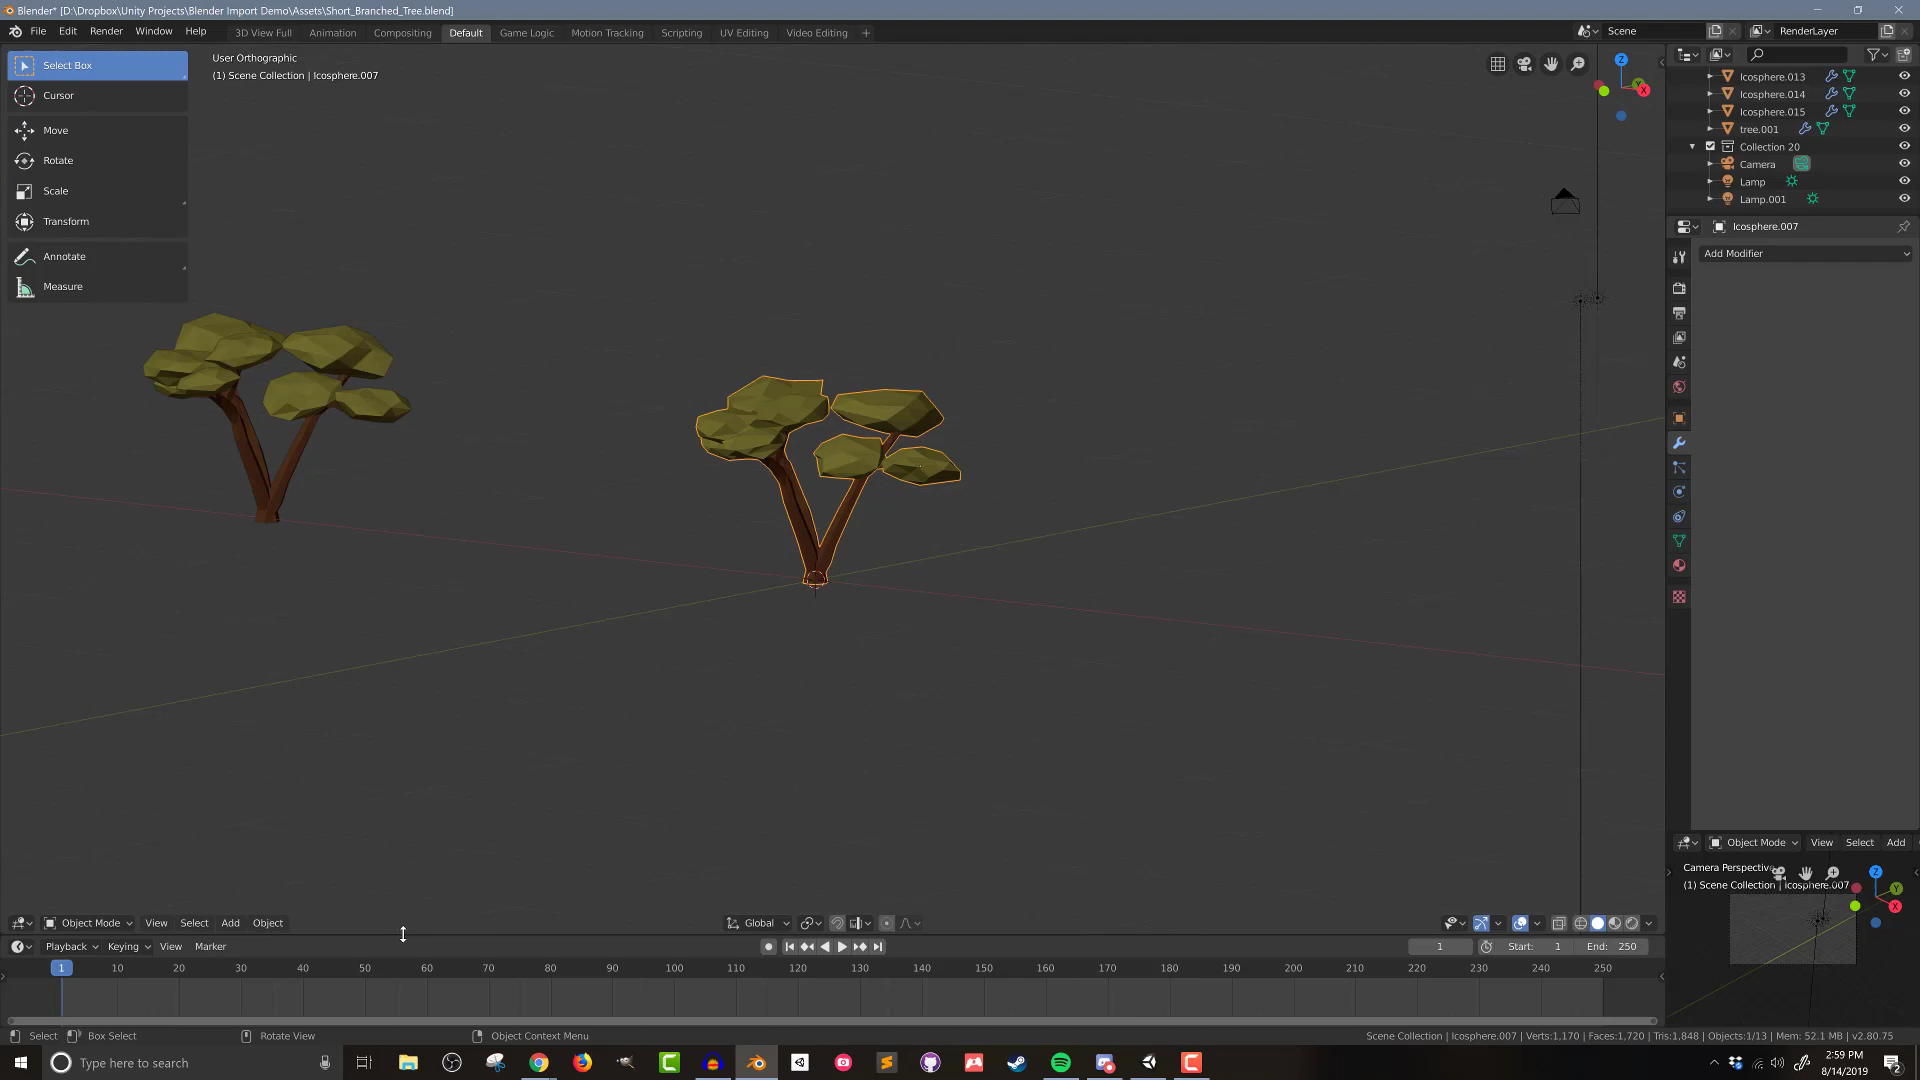 Blender* [D:\Dropbox\Unity Projects\Blender Import Demo\Assets\Short_Branched_Tree.blend]
File Edit Render Window Help 3D View Full Animation Compositing Default Game Logic Motion Tracking Scripting UV Editing Video Editing + Scene RenderLayer
Select Box
Cursor
Move
Rotate
Scale
Transform
Annotate
Measure
User Orthographic
(1) Scene Collection | Icosphere.007
Z
Y
X
Icosphere.013
Icosphere.014
Icosphere.015
tree.001
Collection 20
Camera
Lamp
Lamp.001
Icosphere.007
Add Modifier
Object Mode View Select Add
Camera Perspective
(1) Scene Collection | Icosphere.007
Z
Y
X
Object Mode View Select Add Object Global
Playback Keying View Marker 1 Start: 1 End: 250
1 10 20 30 40 50 60 70 80 90 100 110 120 130 140 150 160 170 180 190 200 210 220 230 240 250
Select Box Select Rotate View Object Context Menu Scene Collection | Icosphere.007 | Verts:1,170 | Faces:1,720 | Tris:1,848 | Objects:1/13 | Mem: 52.1 MB | v2.80.75
Type here to search
2:59 PM
8/14/2019
2